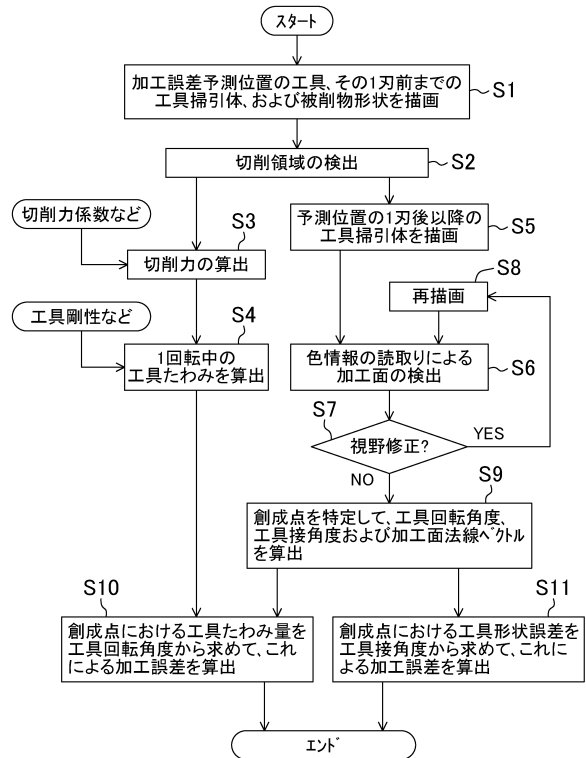 スタート
加工誤差予測位置の工具、その1刃前までの
工具掃引体、および被削物形状を描画
S1
切削領域の検出
S2
切削力係数など
S3
切削力の算出
予測位置の1刃後以降の
工具掃引体を描画
S5
S8
再描画
工具剛性など
S4
1回転中の
工具たわみを算出
色情報の読取りによる
加工面の検出
S6
S7
視野修正?
YES
NO
S9
創成点を特定して、工具回転角度、
工具接角度および加工面法線ベクトル
を算出
S10
創成点における工具たわみ量を
工具回転角度から求めて、これ
による加工誤差を算出
S11
創成点における工具形状誤差を
工具接角度から求めて、これに
よる加工誤差を算出
エンド